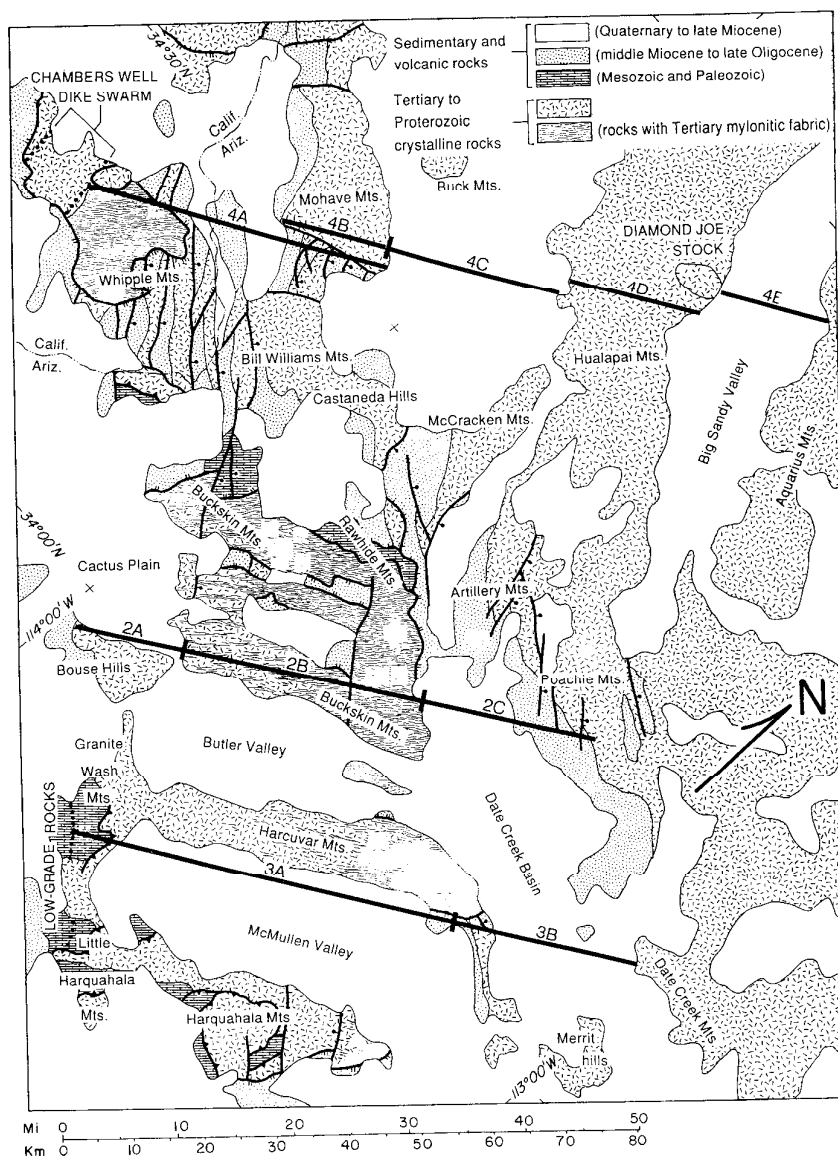 34°30'N
CHAMBERS WELL
DIKE SWARM
Calif.
Ariz.
Sedimentary and
volcanic rocks
(Quaternary to late Miocene)
(middle Miocene to late Oligocene)
(Mesozoic and Paleozoic)
Tertiary to
Proterozoic
crystalline rocks
(rocks with Tertiary mylonitic fabric)
Mohave Mts.
Buck Mts.
DIAMOND JOE
STOCK
4A
4B
4C
4D
4E
Whipple Mts.
Calif.
Ariz.
Bill Williams Mts.
Hualapai Mts.
Castaneda Hills
McCracken Mts.
Big Sandy Valley
Aquarius Mts.
34°00'N
Buckskin Mts
Rawhide Mts
Cactus Plain
Artillery Mts.
114°00'W
2A
Bouse Hills
2B
Buckskin Mts.
2C
Poachie Mts.
N
Granite
Wash
Mts
Butler Valley
LOW-GRADE ROCKS
Harcuvar Mts.
Date Creek Basin
3A
McMullen Valley
3B
Little
Harquahala
Mts.
Harquahala Mts
Date Creek Mts
Merrit
hills
113°00'W
Mi 0 10 20 30 40 50
Km 0 10 20 30 40 50 60 70 80